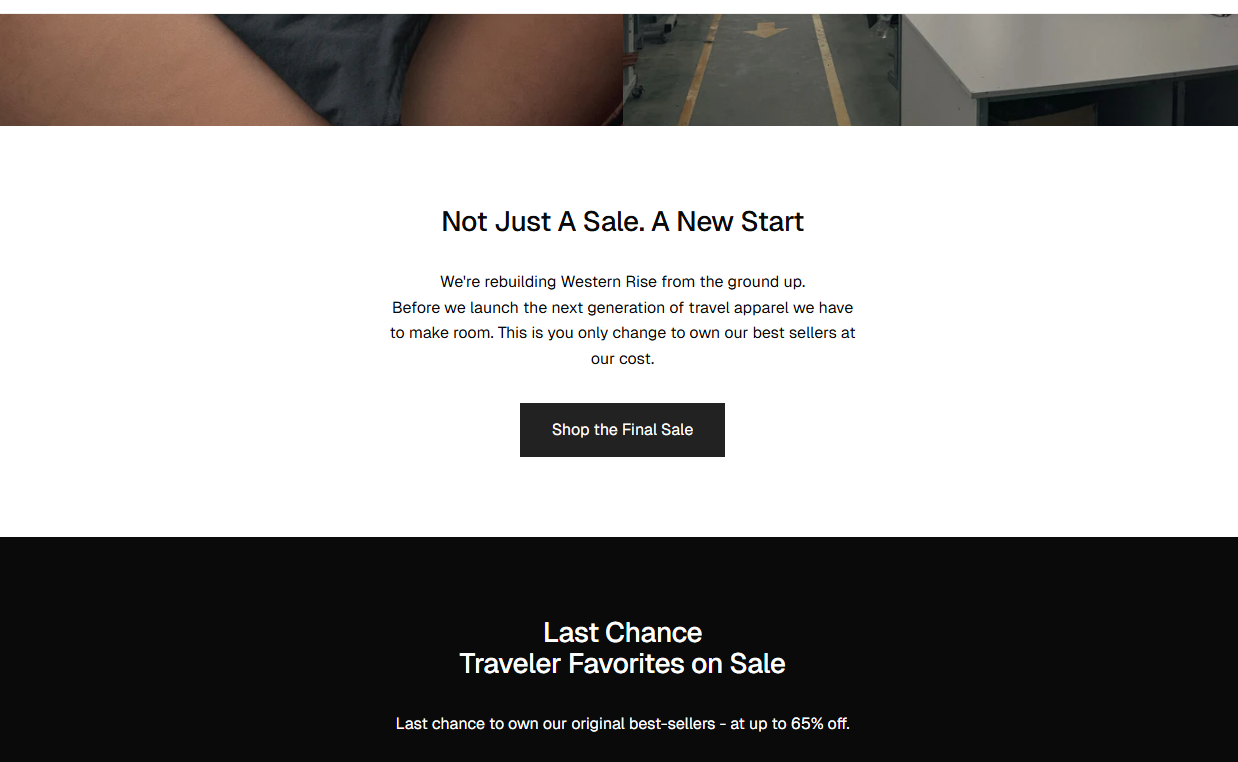 Not Just A Sale. A New Start
We're rebuilding Western Rise from the ground up.
Before we launch the next generation of travel apparel we have
to make room. This is you only change to own our best sellers at
our cost.
Shop the Final Sale
Last Chance
Traveler Favorites on Sale
Last chance to own our original best-sellers - at up to 65% off.